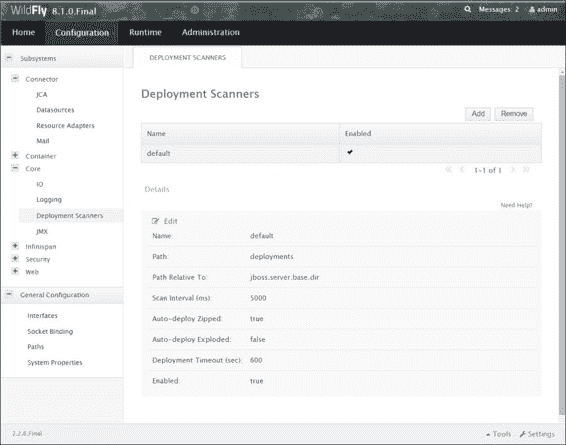 WildFly 8.1.0.Final Messages: 2 admin
Home Configuration Runtime Administration
Subsystems
Connector
JCA
Datasources
Resource Adapters
Mail
Container
Core
IO
Logging
Deployment Scanners
JMX
Infinispan
Security
Web
General Configuration
Interfaces
Socket Binding
Paths
System Properties
DEPLOYMENT SCANNERS
Deployment Scanners
Add Remove
Name Enabled
default
1-1 of 1
Details
Need Help?
Edit
Name: default
Path: deployments
Path Relative To: jboss.server.base.dir
Scan Interval (ms): 5000
Auto-deploy Zipped: true
Auto-deploy Exploded: false
Deployment Timeout (sec): 600
Enabled: true
2.2.8.Final Tools Settings